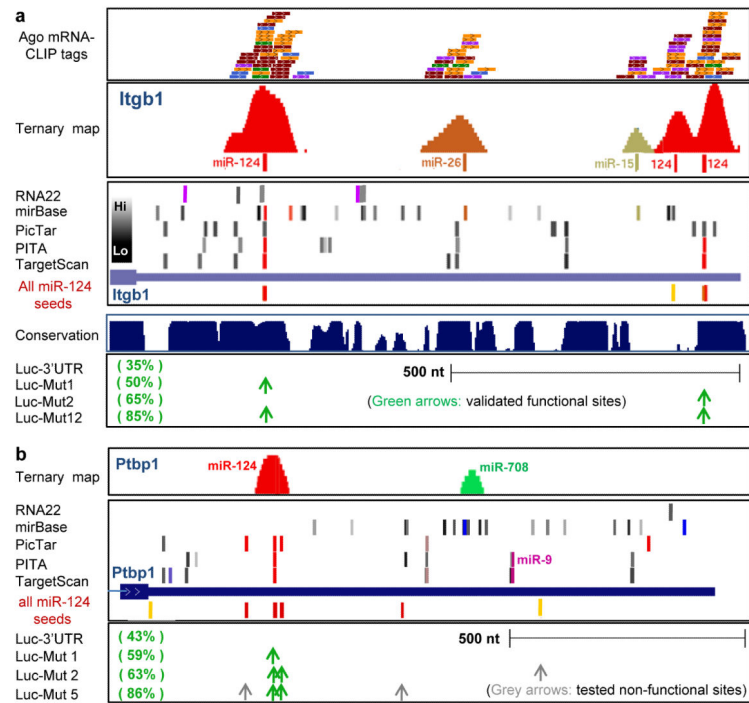 a
Ago mRNA-
CLIP tags
Itgb1
Ternary map
miR-124
miR-26
miR-15
124
124
RNA22
Hi
mirBase
PicTar
PITA
Lo
TargetScan
All miR-124
seeds
Itgb1
Conservation
Luc-3'UTR
( 35% )
500 nt
Luc-Mut1
( 50% )
Luc-Mut2
( 65% )
(Green arrows: validated functional sites)
Luc-Mut12
( 85% )
b
Ptbp1
miR-124
miR-708
Ternary map
RNA22
mirBase
PicTar
PITA
miR-9
TargetScan
Ptbp1
all miR-124
seeds
Luc-3'UTR
( 43% )
500 nt
Luc-Mut 1
( 59% )
Luc-Mut 2
( 63% )
Luc-Mut 5
( 86% )
(Grey arrows: tested non-functional sites)